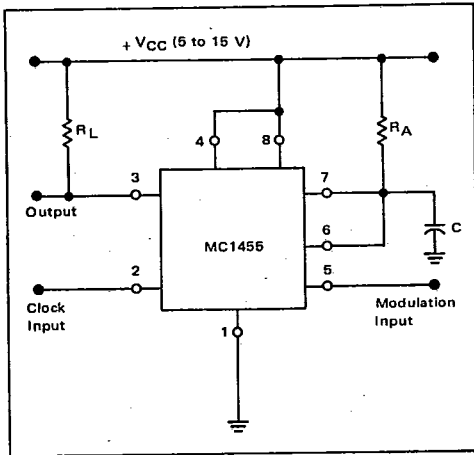 + VCC (5 to 15 V)
RL
RA
4
8
3
7
Output
C
6
MC1455
2
5
Clock
Input
Modulation
Input
1